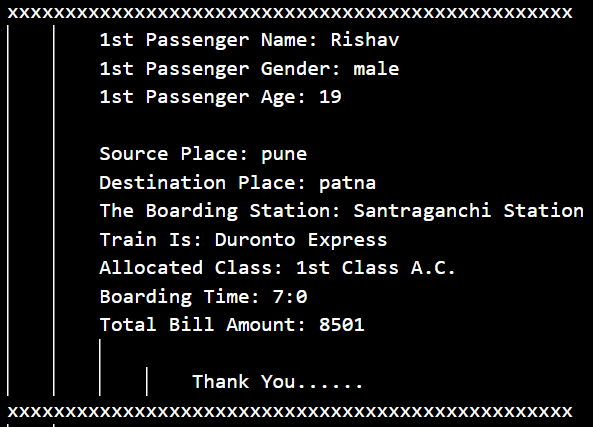 xxxxxxxxxxxxxxxxxxxxxxxxxxxxxxxxxxxxxxxxxxxxxxxxx
1st Passenger Name: Rishav
1st Passenger Gender: male
1st Passenger Age: 19
Source Place: pune
Destination Place: patna
The Boarding Station: Santraganchi Station
Train Is: Duronto Express
Allocated Class: 1st Class A.C.
Boarding Time: 7:0
Total Bill Amount: 8501
Thank You......
xxxxxxxxxxxxxxxxxxxxxxxxxxxxxxxxxxxxxxxxxxxxxxxxx